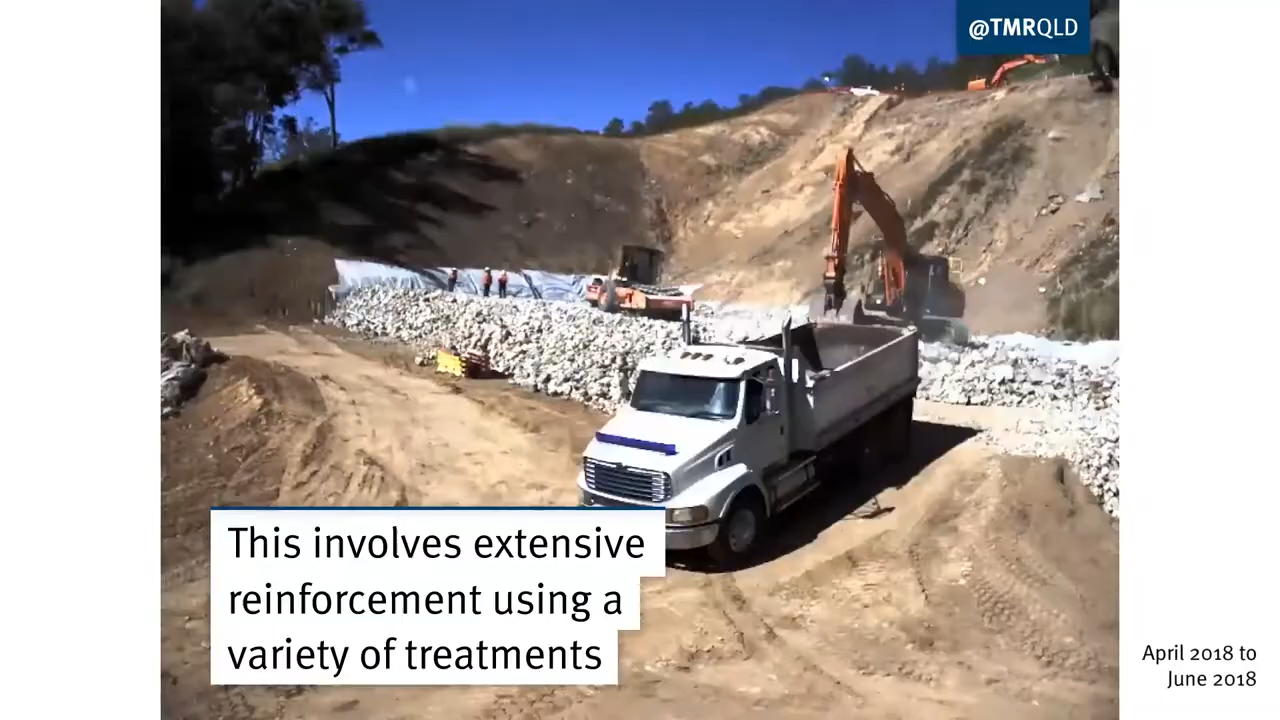 @TMRQLD
This involves extensive
reinforcement using a
variety of treatments
April 2018 to
June 2018